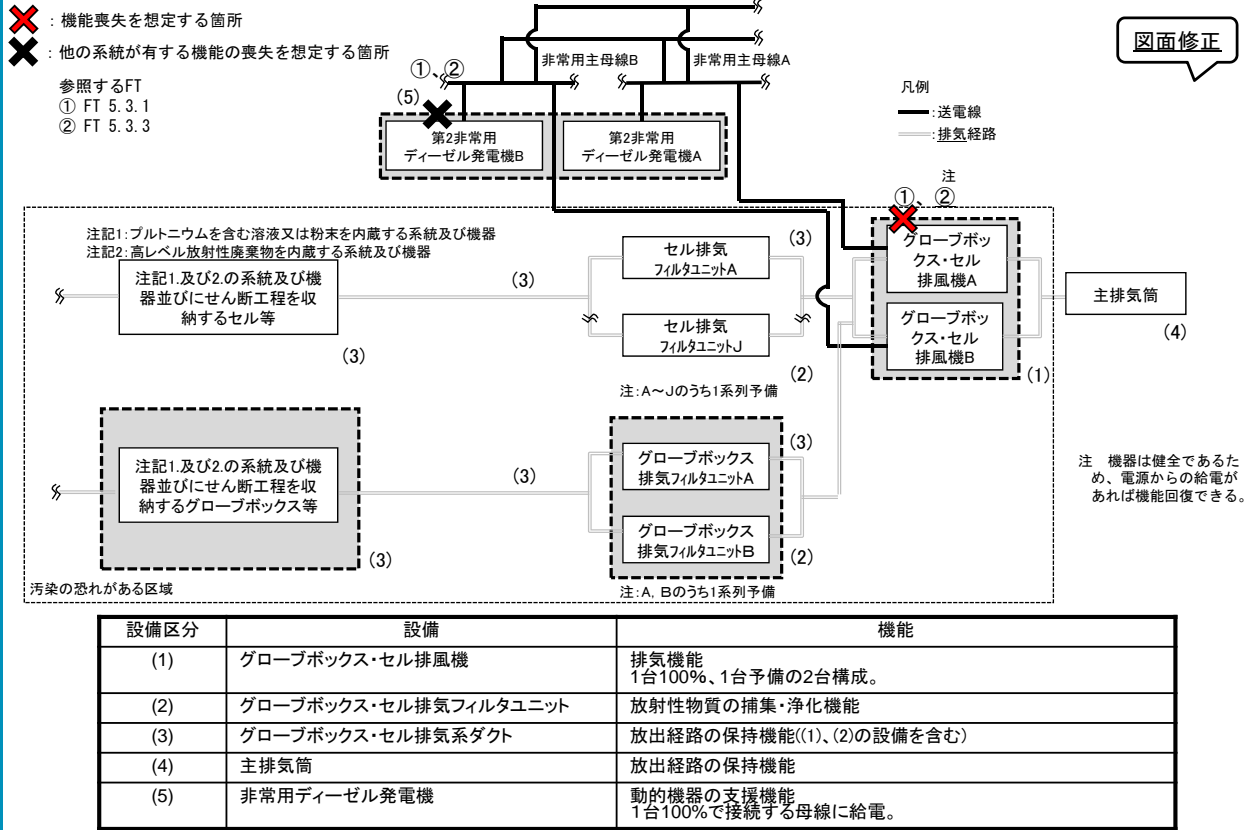 ：機能喪失を想定する箇所
：他の系統が有する機能の喪失を想定する箇所
参照するFT
① FT 5.3.1
② FT 5.3.3
図面修正
①、②
(5)
非常用主母線B
非常用主母線A
第2非常用
ディーゼル発電機B
第2非常用
ディーゼル発電機A
凡例
：送電線
：排気経路
注
①、②
注記1：プルトニウムを含む溶液又は粉末を内蔵する系統及び機器
注記2：高レベル放射性廃棄物を内蔵する系統及び機器
注記1.及び2.の系統及び機
器並びにせん断工程を収
納するセル等
(3)
(3)
セル排気
フィルタユニットA
(3)
セル排気
フィルタユニットJ
(2)
注：A～Jのうち1系列予備
グローブボッ
クス・セル
排風機A
グローブボッ
クス・セル
排風機B
(1)
主排気筒
(4)
注記1.及び2.の系統及び機
器並びにせん断工程を収
納するグローブボックス等
(3)
(3)
グローブボックス
排気フィルタユニットA
(3)
グローブボックス
排気フィルタユニットB
(2)
注：A, Bのうち1系列予備
注　機器は健全であるた
め、電源からの給電が
あれば機能回復できる。
汚染の恐れがある区域
設備区分 設備 機能
(1) グローブボックス・セル排風機 排気機能
1台100%、1台予備の2台構成。
(2) グローブボックス・セル排気フィルタユニット 放射性物質の捕集・浄化機能
(3) グローブボックス・セル排気系ダクト 放出経路の保持機能((1)、(2)の設備を含む)
(4) 主排気筒 放出経路の保持機能
(5) 非常用ディーゼル発電機 動的機器の支援機能
1台100%で接続する母線に給電。